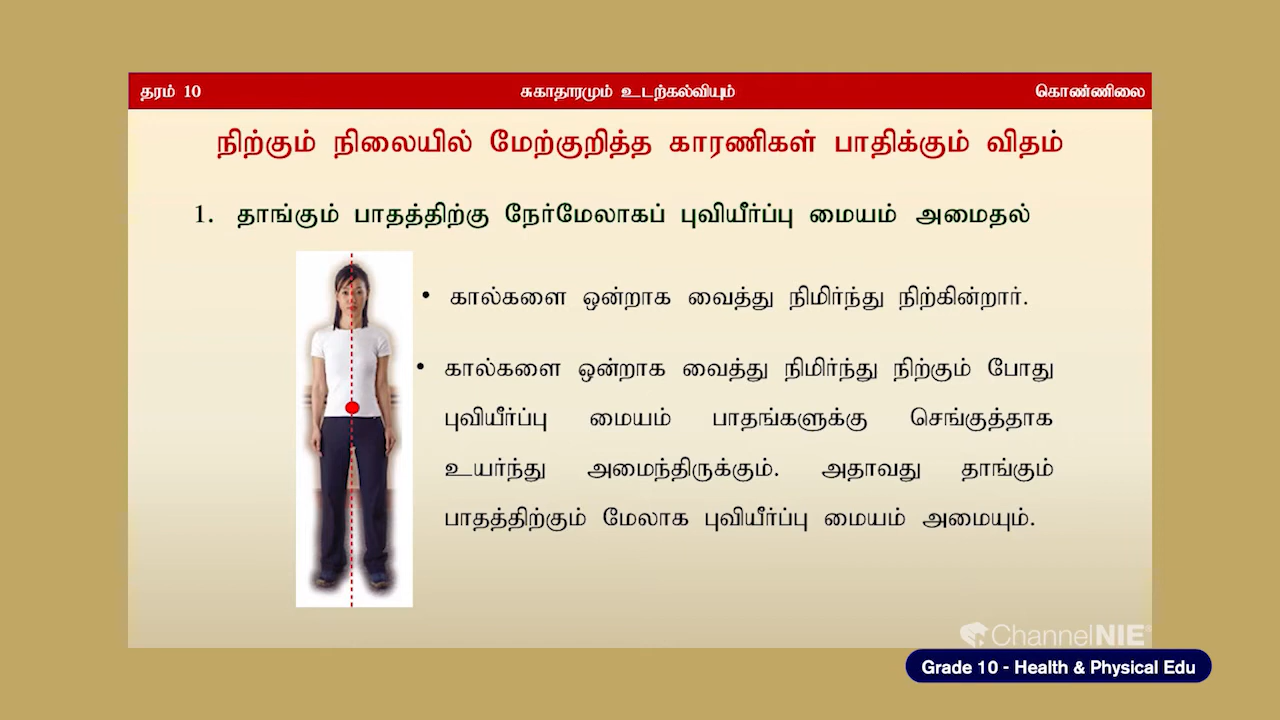 தரம் 10
சுகாதாரமும் உடற்கல்வியும்
கொண்ணிலை
நிற்கும் நிலையில் மேற்குறித்த காரணிகள் பாதிக்கும் விதம்
1. தாங்கும் பாதத்திற்கு நேர்மேலாகப் புவியீர்ப்பு மையம் அமைதல்
• கால்களை ஒன்றாக வைத்து நிமிர்ந்து நிற்கின்றார்.
• கால்களை ஒன்றாக வைத்து நிமிர்ந்து நிற்கும் போது
புவியீர்ப்பு மையம் பாதங்களுக்கு செங்குத்தாக
உயர்ந்து அமைந்திருக்கும். அதாவது தாங்கும்
பாதத்திற்கும் மேலாக புவியீர்ப்பு மையம் அமையும்.
ChannelNIE®
Grade 10 - Health & Physical Edu